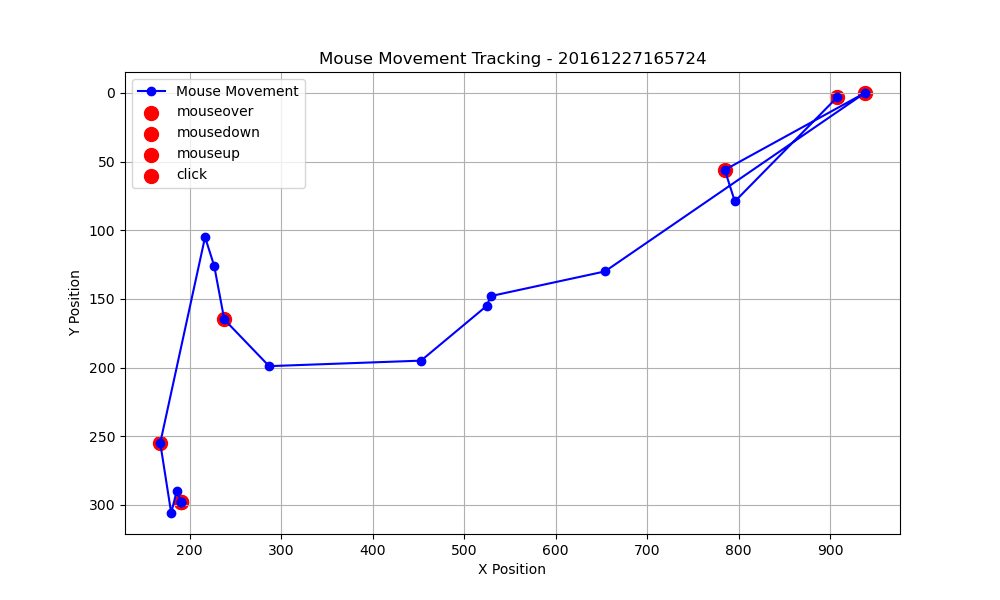 Mouse Movement Tracking - 20161227165724
Mouse Movement
mouseover
mousedown
mouseup
click
0
50
100
150
200
250
300
Y Position
200 300 400 500 600 700 800 900
X Position